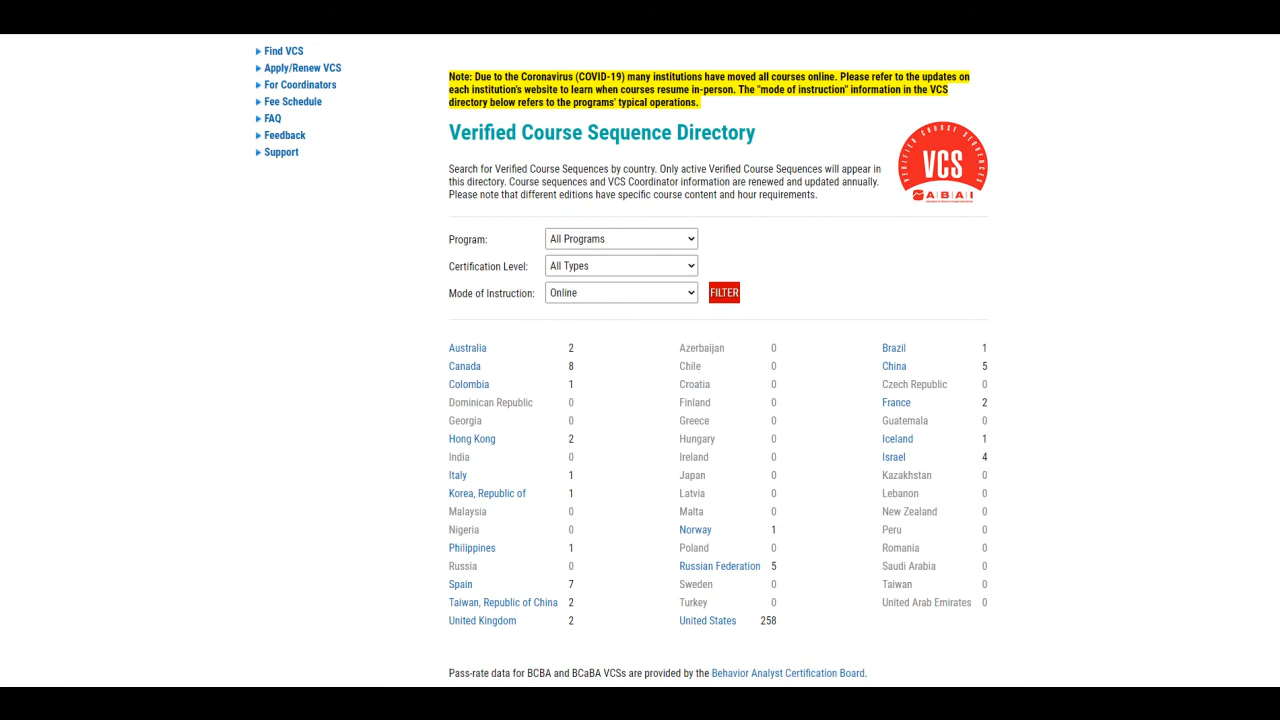 Find VCS
Apply/Renew VCS
For Coordinators
Fee Schedule
FAQ
Feedback
Support
Note: Due to the Coronavirus (COVID-19) many institutions have moved all courses online. Please refer to the updates on
each institution's website to learn when courses resume in-person. The "mode of instruction" information in the VCS
directory below refers to the programs' typical operations.
Verified Course Sequence Directory
VERIFIED COURSE SEQUENCES
VCS
ABAI
Search for Verified Course Sequences by country. Only active Verified Course Sequences will appear in
this directory. Course sequences and VCS Coordinator information are renewed and updated annually.
Please note that different editions have specific course content and hour requirements.
Program: All Programs
Certification Level: All Types
Mode of Instruction: Online FILTER
Australia 2 Azerbaijan 0 Brazil 1
Canada 8 Chile 0 China 5
Colombia 1 Croatia 0 Czech Republic 0
Dominican Republic 0 Finland 0 France 2
Georgia 0 Greece 0 Guatemala 0
Hong Kong 2 Hungary 0 Iceland 1
India 0 Ireland 0 Israel 4
Italy 1 Japan 0 Kazakhstan 0
Korea, Republic of 1 Latvia 0 Lebanon 0
Malaysia 0 Malta 0 New Zealand 0
Nigeria 0 Norway 1 Peru 0
Philippines 1 Poland 0 Romania 0
Russia 0 Russian Federation 5 Saudi Arabia 0
Spain 7 Sweden 0 Taiwan 0
Taiwan, Republic of China 2 Turkey 0 United Arab Emirates 0
United Kingdom 2 United States 258
Pass-rate data for BCBA and BCaBA VCSs are provided by the Behavior Analyst Certification Board.